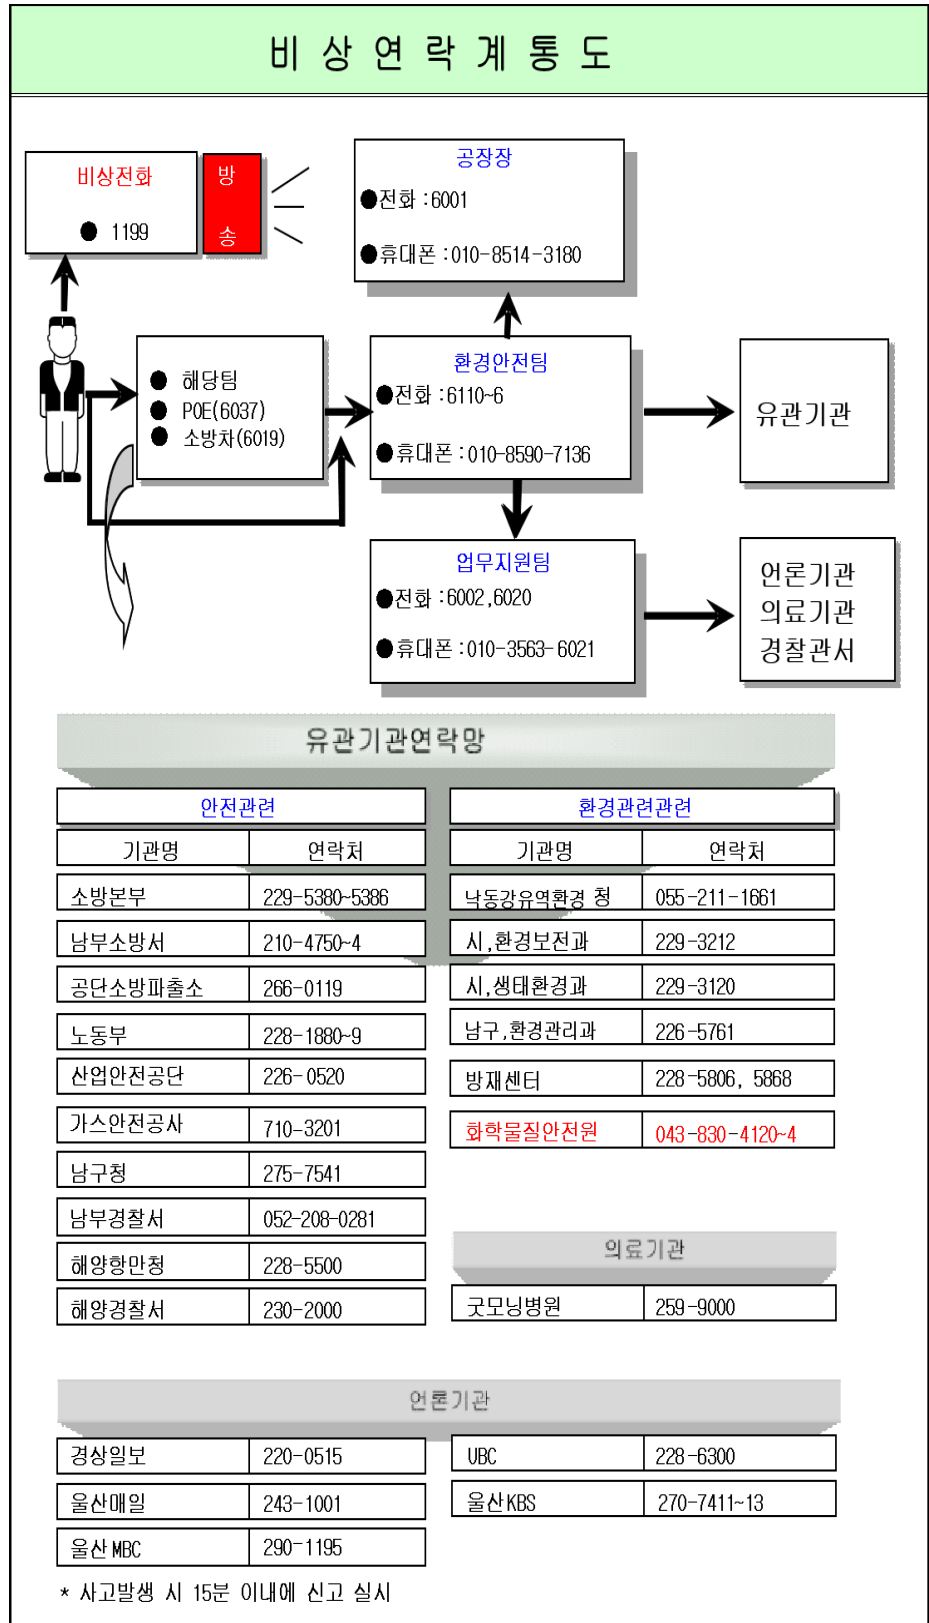 비 상 연 락 계 통 도
비상전화
● 1199
방
송
공장장
●전화 :6001
●휴대폰 :010-8514-3180
● 해당팀
● POE(6037)
● 소방차(6019)
환경안전팀
●전화 :6110~6
●휴대폰 :010-8590-7136
유관기관
업무지원팀
●전화 :6002,6020
●휴대폰 :010-3563-6021
언론기관
의료기관
경찰관서
유관기관연락망
안전관련
기관명 연락처
소방본부 229-5380~5386
남부소방서 210-4750~4
공단소방파출소 266-0119
노동부 228-1880~9
산업안전공단 226-0520
가스안전공사 710-3201
남구청 275-7541
남부경찰서 052-208-0281
해양항만청 228-5500
해양경찰서 230-2000
환경관련관련
기관명 연락처
낙동강유역환경 청 055-211-1661
시,환경보전과 229-3212
시,생태환경과 229-3120
남구,환경관리과 226-5761
방재센터 228-5806, 5868
화학물질안전원 043-830-4120~4
의료기관
굿모닝병원 259-9000
언론기관
경상일보 220-0515
울산매일 243-1001
울산MBC 290-1195
UBC 228-6300
울산KBS 270-7411~13
* 사고발생 시 15분 이내에 신고 실시